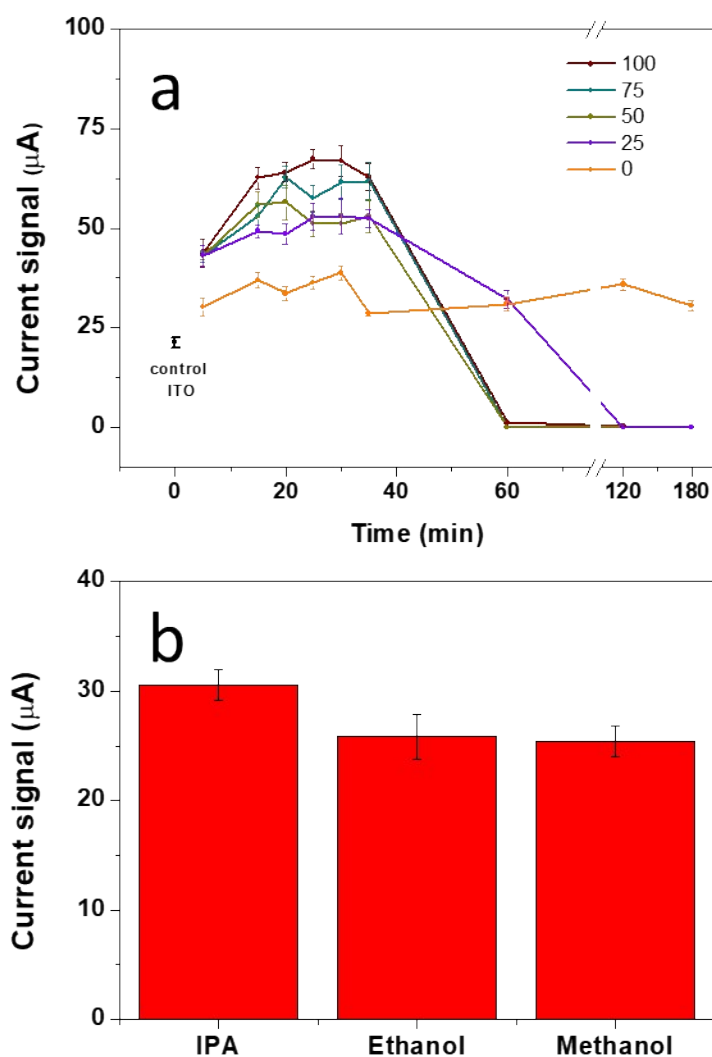 a
100
75
50
25
0
100
75
50
25
0
Current signal (μA)
control
ITO
0
20
40
60
120
180
Time (min)
b
40
30
20
10
0
Current signal (μA)
IPA
Ethanol
Methanol